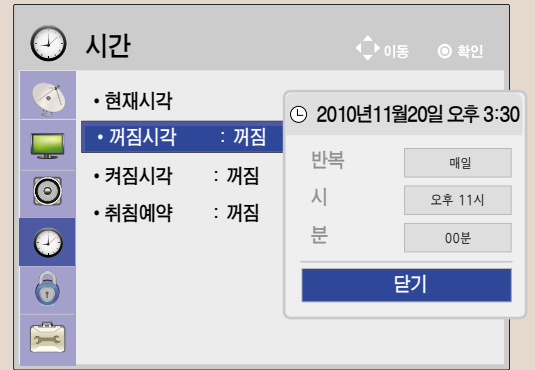 시간
이동 ⊙ 확인
• 현재시각
• 꺼짐시각 : 꺼짐
• 켜짐시각 : 꺼짐
• 취침예약 : 꺼짐
2010년11월20일 오후 3:30
반복 매일
시 오후 11시
분 00분
닫기